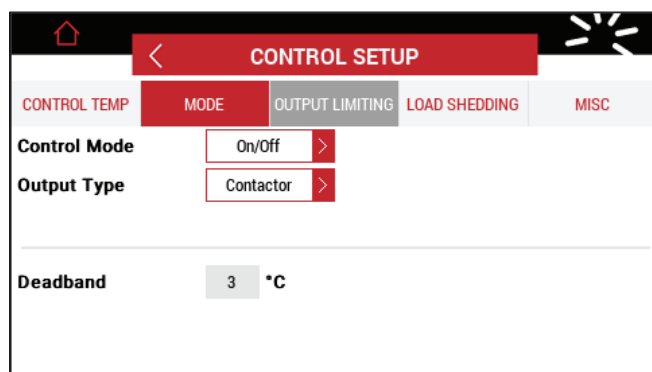 CONTROL SETUP
CONTROL TEMP MODE OUTPUT LIMITING LOAD SHEDDING MISC
Control Mode On/Off >
Output Type Contactor >
Deadband 3 °C